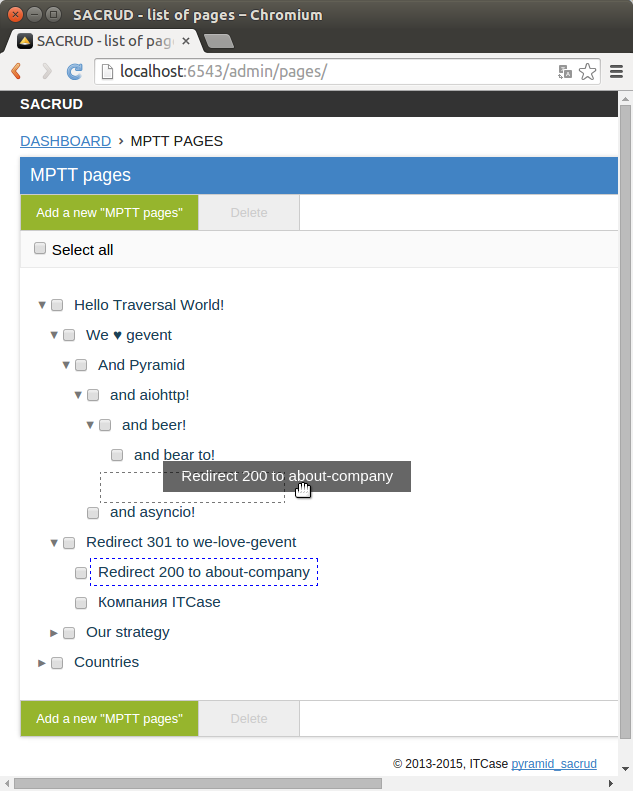 SACRUD - list of pages – Chromium
SACRUD - list of pag
localhost:6543/admin/pages/
SACRUD
DASHBOARD › MPTT PAGES
MPTT pages
Add a new "MPTT pages" Delete
Select all
Hello Traversal World!
We ♥ gevent
And Pyramid
and aiohttp!
and beer!
and bear to!
Redirect 200 to about-company
and asyncio!
Redirect 301 to we-love-gevent
Redirect 200 to about-company
Компания ITCase
Our strategy
Countries
Add a new "MPTT pages" Delete
© 2013-2015, ITCase pyramid_sacrud